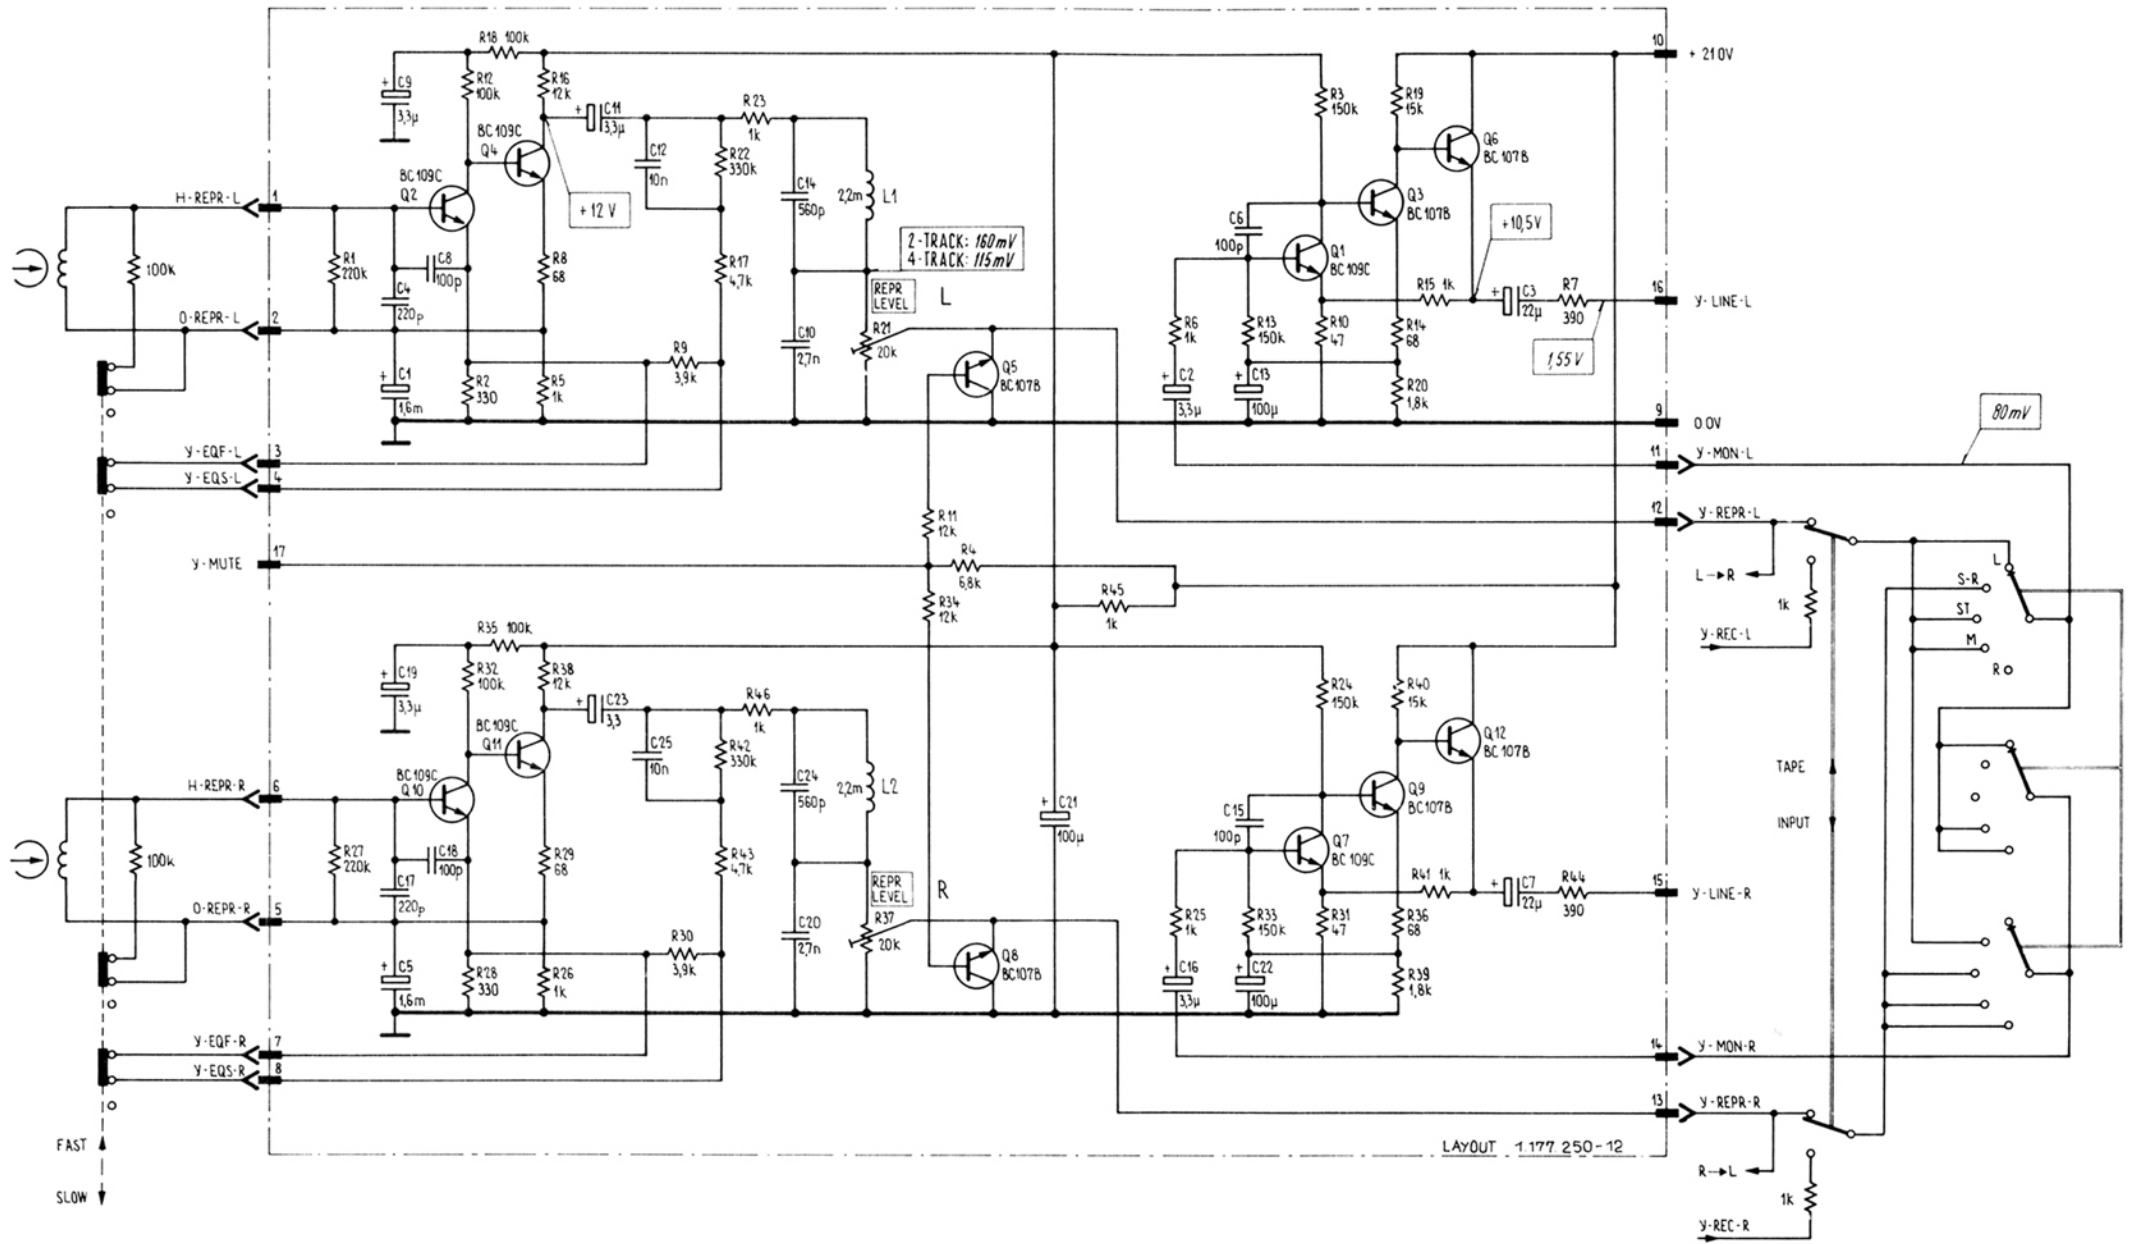 R18 100k
+ C9
3,3µ
R12
100k
R16
12k
+ C11
3,3µ
R 23
1k
BC109C
Q4
BC109C
Q2
C12
10n
R22
330k
C14
560p
2,2m L1
+12 V
H-REPR-L
1
100k
R1
220k
C8
100p
C4
220p
R8
68
R17
4,7k
2-TRACK: 160mV
4-TRACK: 115mV
REPR
LEVEL
L
O-REPR-L
2
C10
2,7n
R21
20k
Q5
BC107B
R9
3,9k
+ C1
1,6m
R2
330
R5
1k
Y-EQF-L
3
Y-EQS-L
4
R3
150k
R19
15k
Q6
BC107B
10
+ 21.0V
C6
100p
Q3
BC107B
Q1
BC109C
+10,5V
R15 1k
+ C3
22µ
R7
390
16
Y-LINE-L
R6
1k
R13
150k
R10
47
R14
68
1,55V
+ C2
3,3µ
+ C13
100µ
R20
1,8k
9
0.0V
80mV
11
Y-MON-L
12
Y-REPR-L
L→R
1k
Y-REC-L
L
S-R
ST
M
R
R11
12k
Y-MUTE
17
R4
6,8k
R34
12k
R45
1k
R35 100k
+ C19
3,3µ
R32
100k
R38
12k
+ C23
3,3
R46
1k
BC109C
Q11
BC109C
Q10
C25
10n
R42
330k
C24
560p
2,2m L2
H-REPR-R
6
100k
R27
220k
C18
100p
C17
220p
R29
68
R43
4,7k
REPR
LEVEL
R
O-REPR-R
5
C20
2,7n
R37
20k
Q8
BC107B
R30
3,9k
+ C5
1,6m
R28
330
R26
1k
Y-EQF-R
7
Y-EQS-R
8
FAST
SLOW
+ C21
100µ
R24
150k
R40
15k
Q12
BC107B
C15
100p
Q9
BC107B
Q7
BC109C
R41 1k
+ C7
22µ
R44
390
15
Y-LINE-R
R25
1k
R33
150k
R31
47
R36
68
+ C16
3,3µ
+ C22
100µ
R39
1,8k
14
Y-MON-R
13
Y-REPR-R
R→L
1k
Y-REC-R
TAPE
INPUT
LAYOUT 1.177.250-12